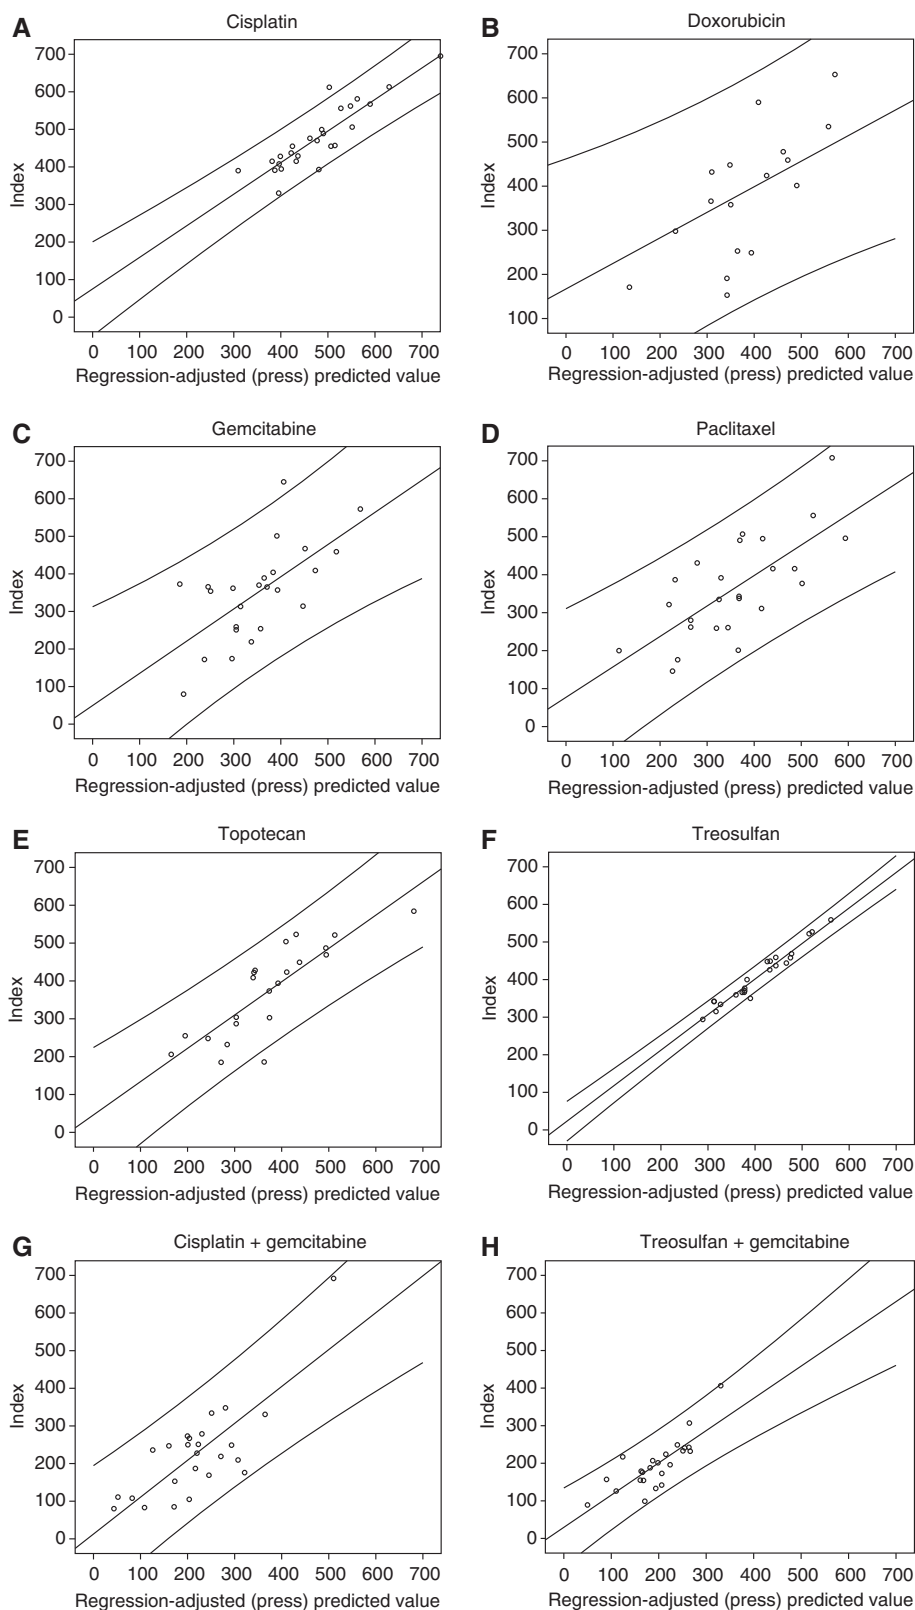 A Cisplatin
700
600
500
400
300
200
100
0
Index
0 100 200 300 400 500 600 700
Regression-adjusted (press) predicted value
B Doxorubicin
700
600
500
400
300
200
100
Index
0 100 200 300 400 500 600 700
Regression-adjusted (press) predicted value
C Gemcitabine
700
600
500
400
300
200
100
0
Index
0 100 200 300 400 500 600 700
Regression-adjusted (press) predicted value
D Paclitaxel
700
600
500
400
300
200
100
0
Index
0 100 200 300 400 500 600 700
Regression-adjusted (press) predicted value
E Topotecan
700
600
500
400
300
200
100
0
Index
0 100 200 300 400 500 600 700
Regression-adjusted (press) predicted value
F Treosulfan
700
600
500
400
300
200
100
0
Index
0 100 200 300 400 500 600 700
Regression-adjusted (press) predicted value
G Cisplatin + gemcitabine
700
600
500
400
300
200
100
0
Index
0 100 200 300 400 500 600 700
Regression-adjusted (press) predicted value
H Treosulfan + gemcitabine
700
600
500
400
300
200
100
0
Index
0 100 200 300 400 500 600 700
Regression-adjusted (press) predicted value